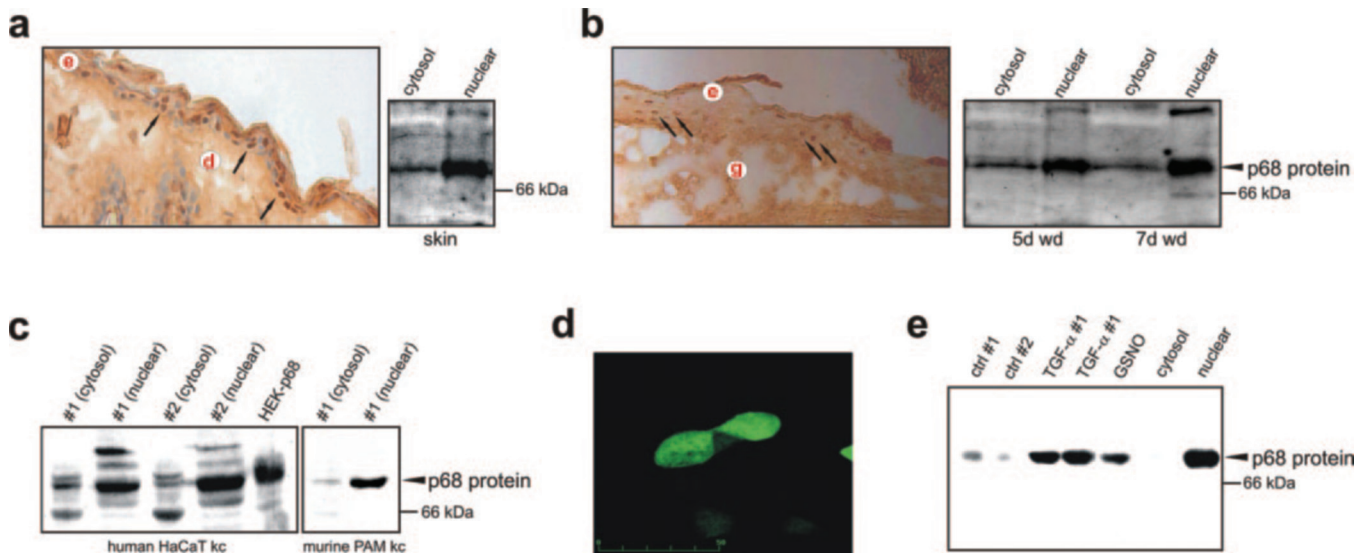 a
e
d
cytosol
nuclear
66 kDa
skin
b
e
g
cytosol
nuclear
cytosol
nuclear
p68 protein
66 kDa
5d wd
7d wd
c
#1 (cytosol)
#1 (nuclear)
#2 (cytosol)
#2 (nuclear)
HEK-p68
#1 (cytosol)
#1 (nuclear)
p68 protein
66 kDa
human HaCaT kc
murine PAM kc
d
0
50
e
ctrl #1
ctrl #2
TGF-α #1
TGF-α #1
GSNO
cytosol
nuclear
p68 protein
66 kDa